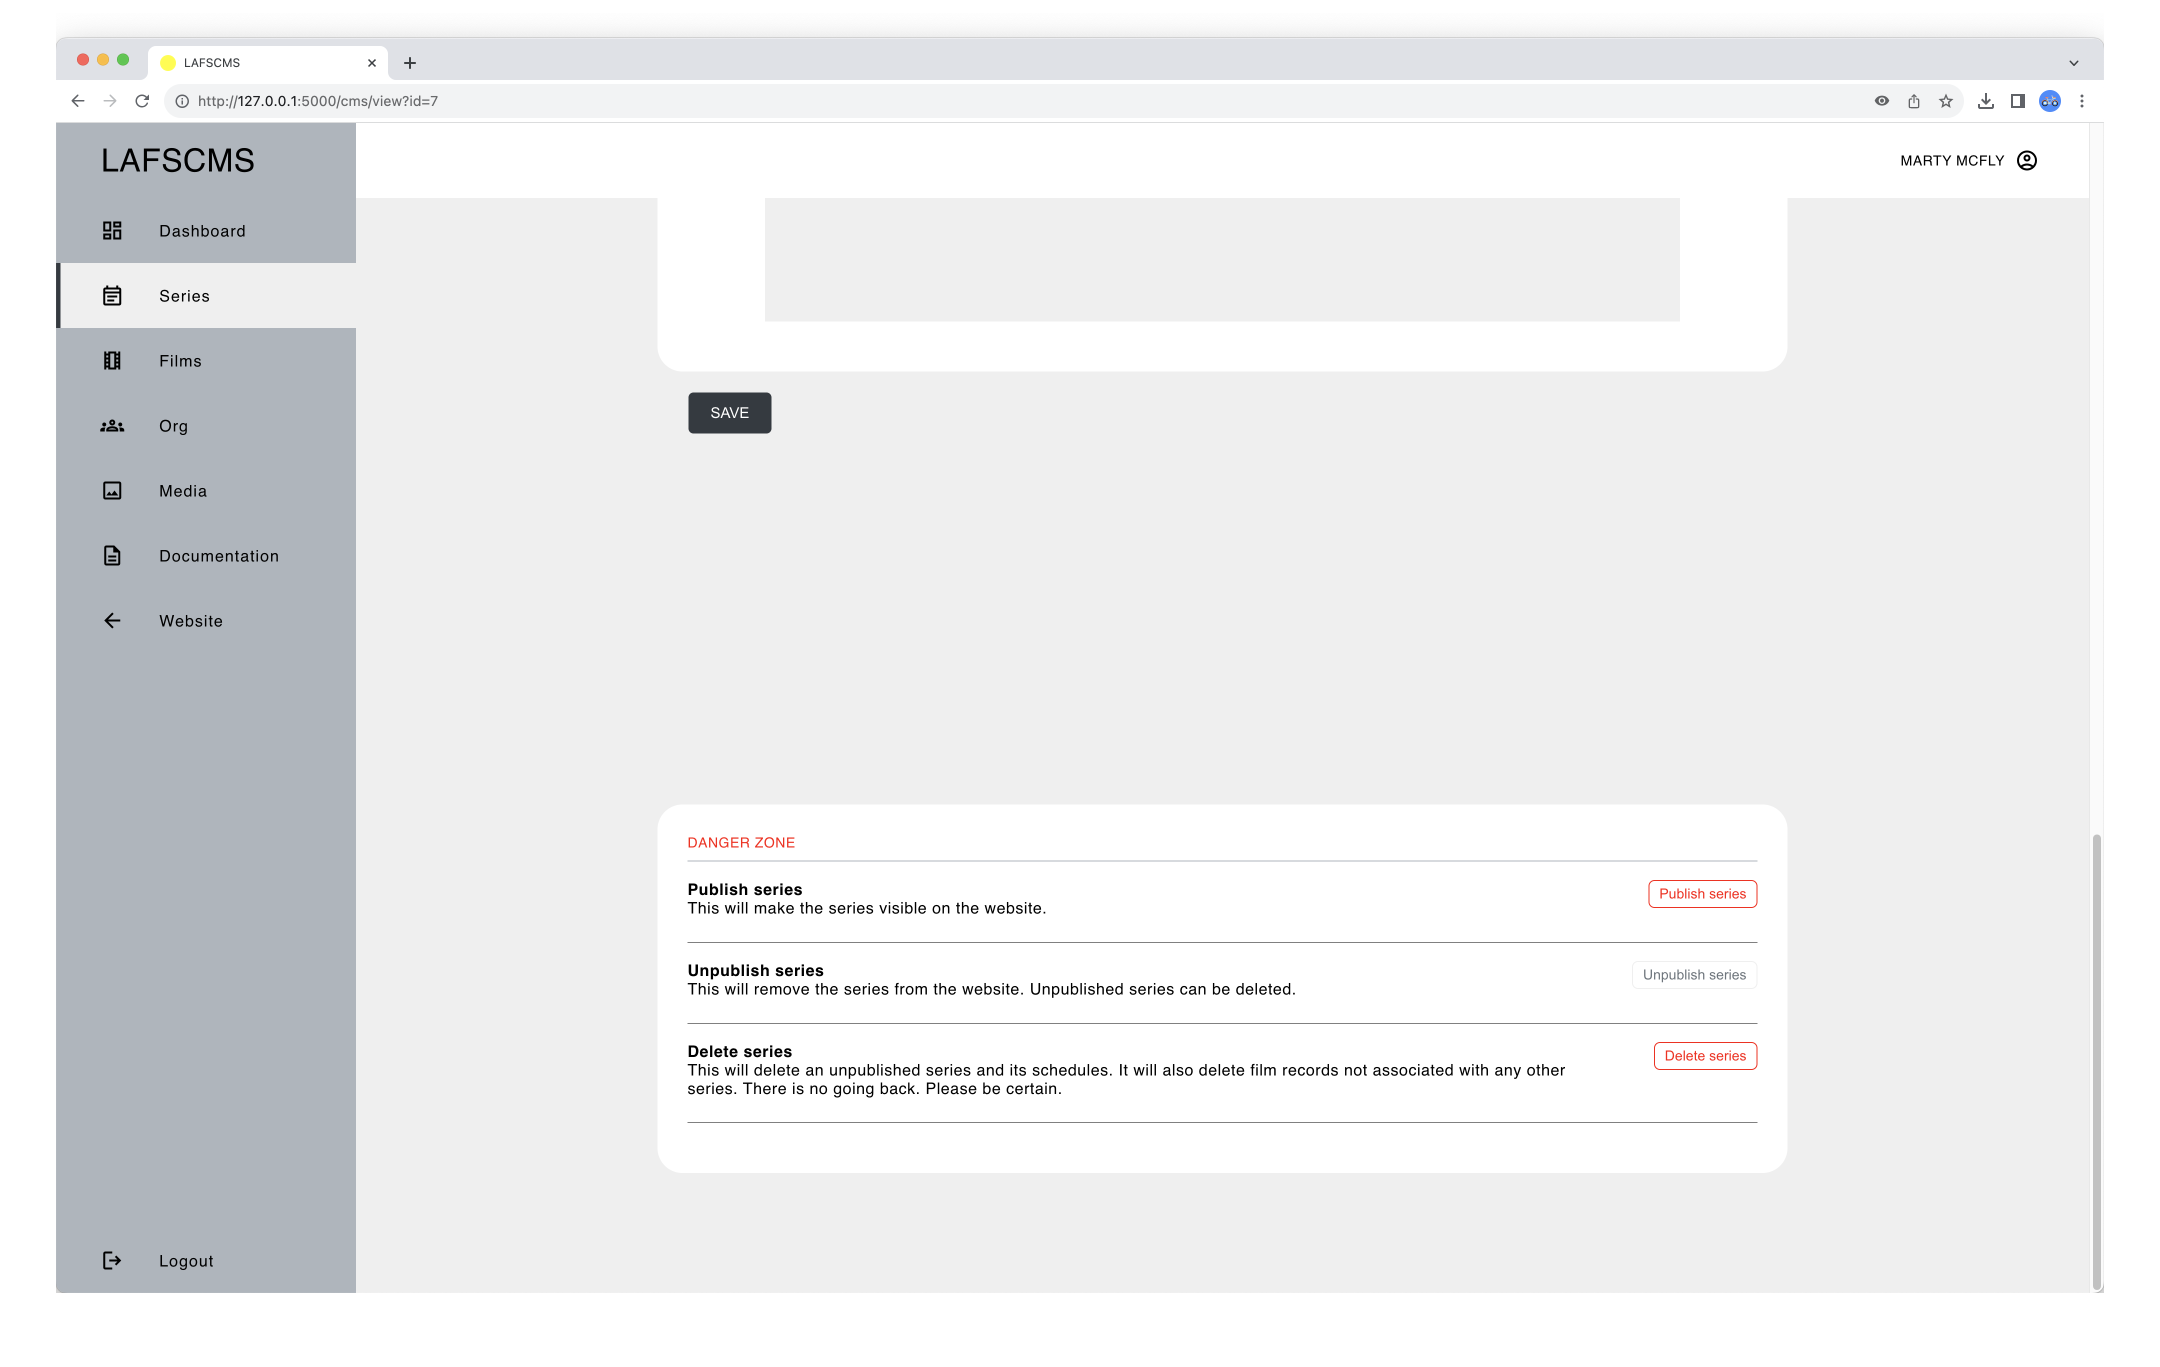 LAFSCMS
http://127.0.0.1:5000/cms/view?id=7
LAFSCMS
MARTY MCFLY
Dashboard
Series
Films
Org
Media
Documentation
Website
Logout
SAVE
DANGER ZONE
Publish series
This will make the series visible on the website.
Publish series
Unpublish series
This will remove the series from the website. Unpublished series can be deleted.
Unpublish series
Delete series
This will delete an unpublished series and its schedules. It will also delete film records not associated with any other
series. There is no going back. Please be certain.
Delete series